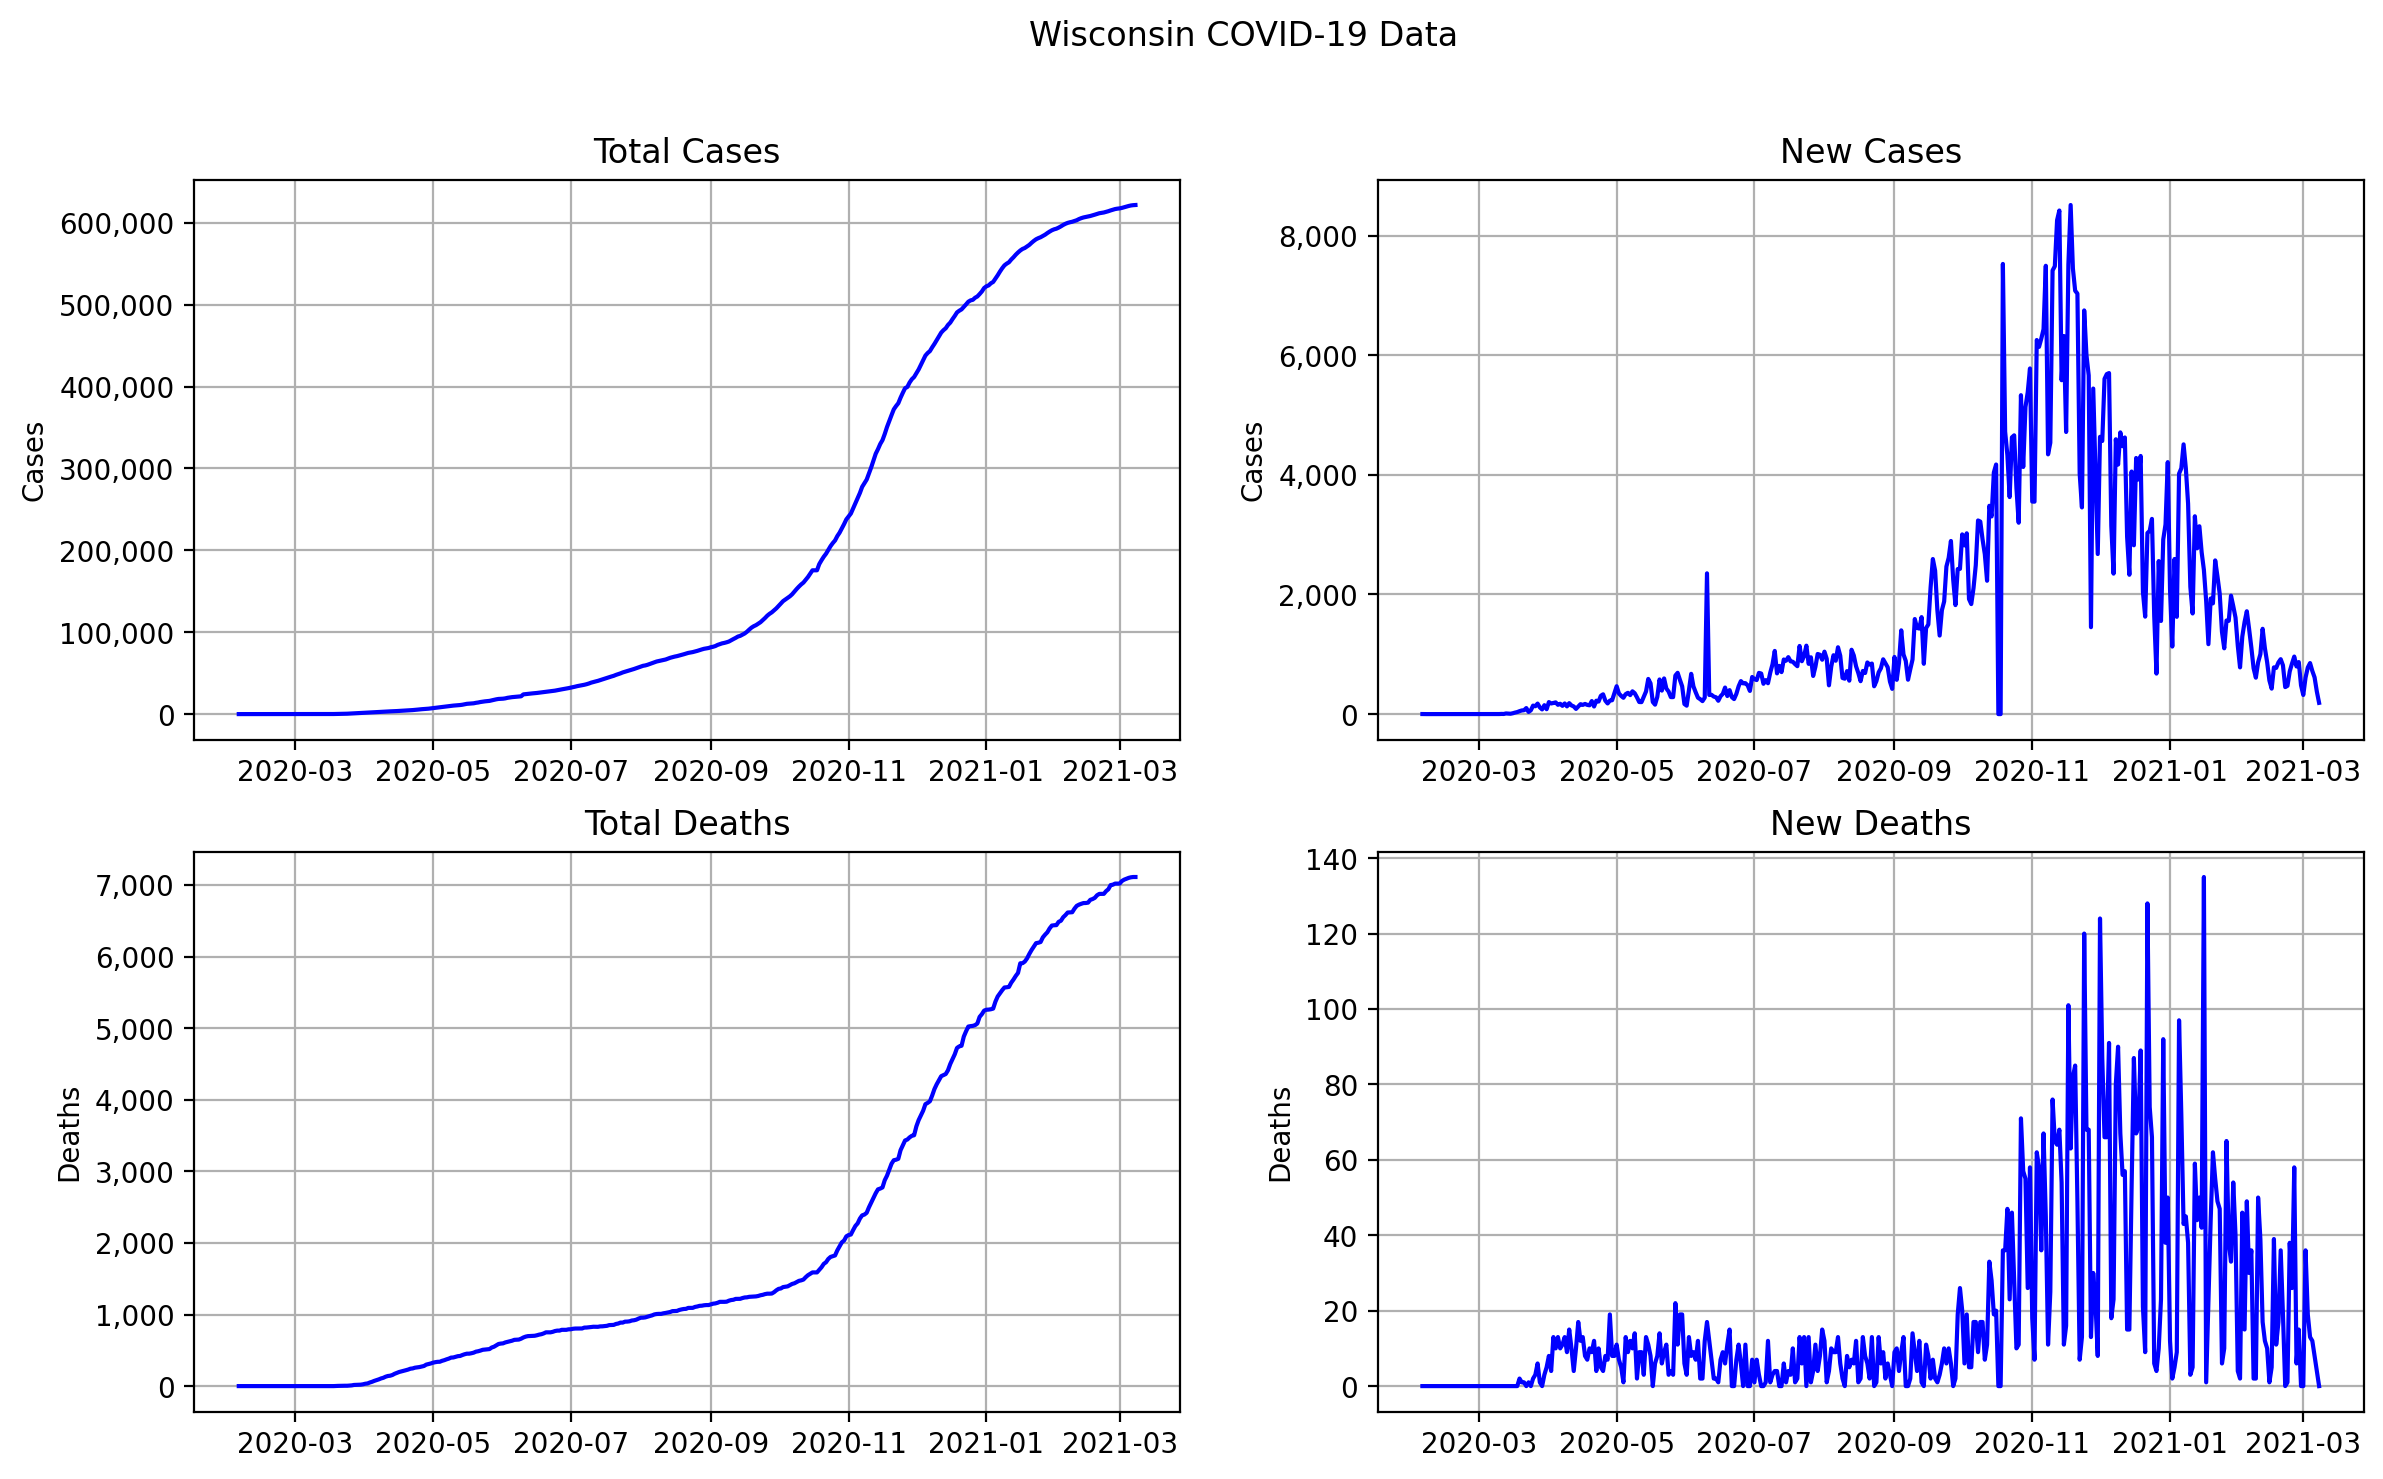 Wisconsin COVID-19 Data
Total Cases
Cases
600,000
500,000
400,000
300,000
200,000
100,000
0
2020-03 2020-05 2020-07 2020-09 2020-11 2021-01 2021-03
New Cases
Cases
8,000
6,000
4,000
2,000
0
2020-03 2020-05 2020-07 2020-09 2020-11 2021-01 2021-03
Total Deaths
Deaths
7,000
6,000
5,000
4,000
3,000
2,000
1,000
0
2020-03 2020-05 2020-07 2020-09 2020-11 2021-01 2021-03
New Deaths
Deaths
140
120
100
80
60
40
20
0
2020-03 2020-05 2020-07 2020-09 2020-11 2021-01 2021-03